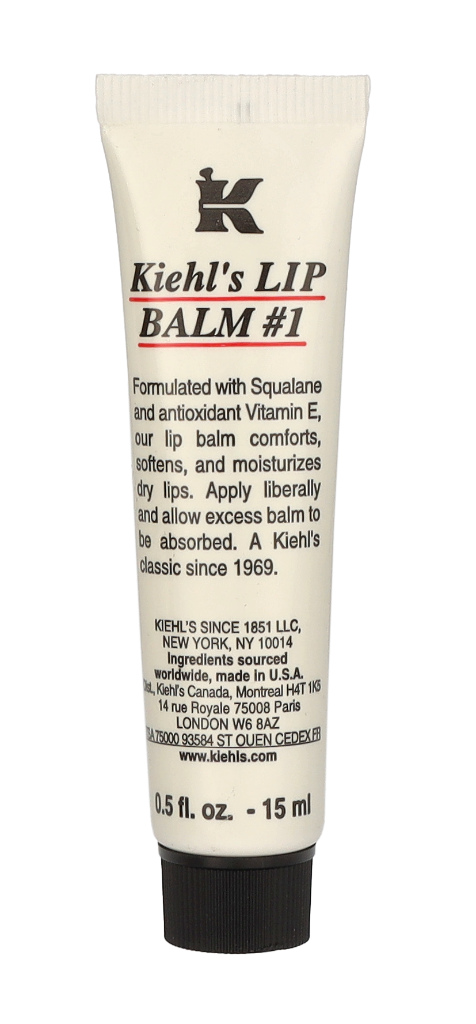 K
Kiehl's LIP
BALM #1
Formulated with Squalane
and antioxidant Vitamin E,
our lip balm comforts,
softens, and moisturizes
dry lips. Apply liberally
and allow excess balm to
be absorbed. A Kiehl's
classic since 1969.
KIEHL'S SINCE 1851 LLC,
NEW YORK, NY 10014
Ingredients sourced
worldwide, made in U.S.A.
Kiehl's Canada, Montreal H4T 1K5
14 rue Royale 75008 Paris
LONDON W6 8AZ
75000 93584 ST OUEN CEDEX FR
www.kiehls.com
0.5 fl. oz. - 15 ml